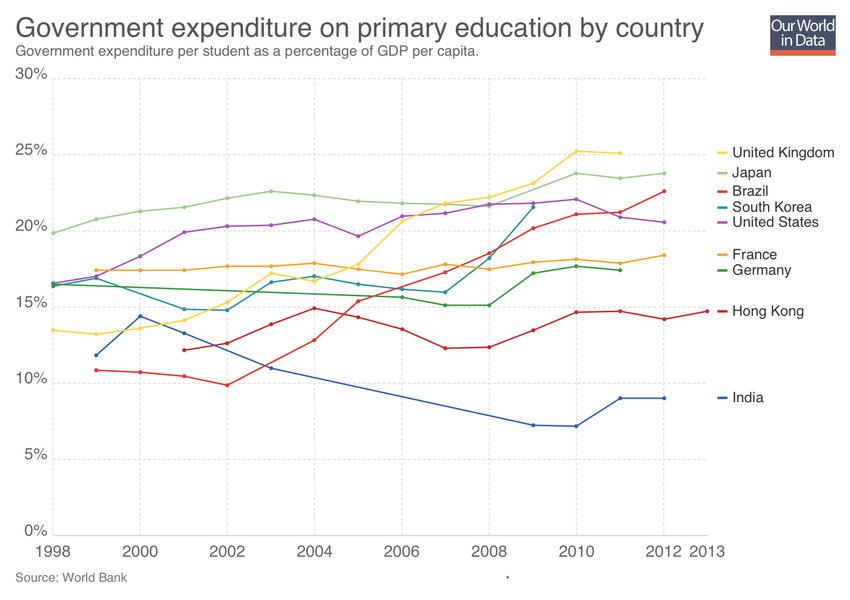 Government expenditure on primary education by country
Government expenditure per student as a percentage of GDP per capita.
Our World
in Data
30%
25%
20%
15%
10%
5%
0%
1998 2000 2002 2004 2006 2008 2010 2012 2013
United Kingdom
Japan
Brazil
South Korea
United States
France
Germany
Hong Kong
India
Source: World Bank